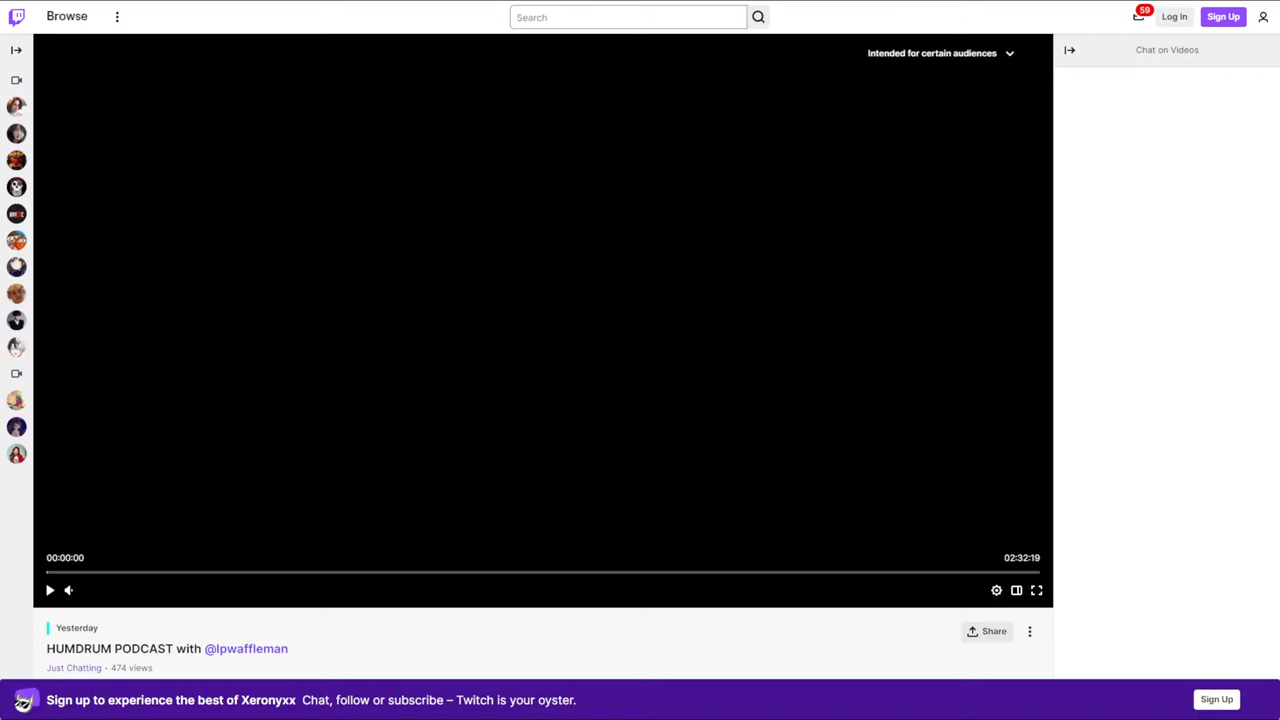 Browse
Search
59
Log In
Sign Up
Intended for certain audiences
Chat on Videos
00:00:00
02:32:19
Yesterday
Share
HUMDRUM PODCAST with @lpwaffleman
Just Chatting • 474 views
Sign up to experience the best of Xeronyxx Chat, follow or subscribe – Twitch is your oyster.
Sign Up